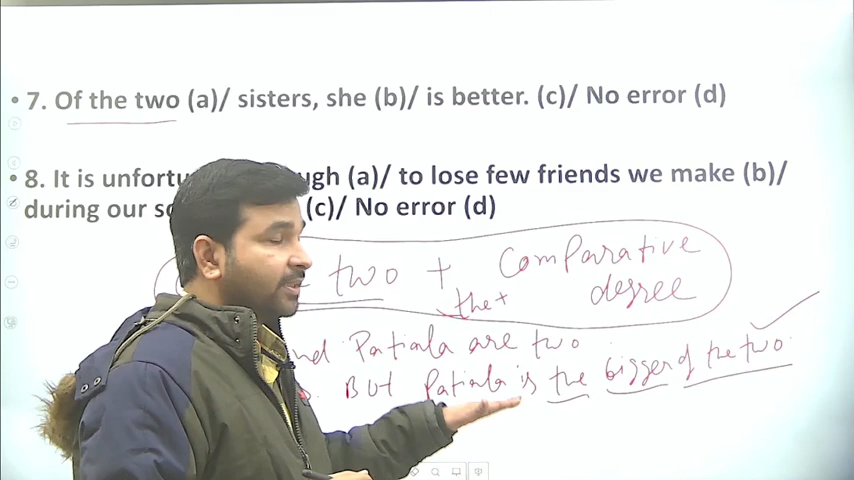 • 7. Of the two (a)/ sisters, she (b)/ is better. (c)/ No error (d)
• 8. It is (a)/ to lose few friends we make (b)/
during our (c)/ No error (d)
two + Comparative
the + degree
Patiala are two
But Patiala is the bigger of the two.